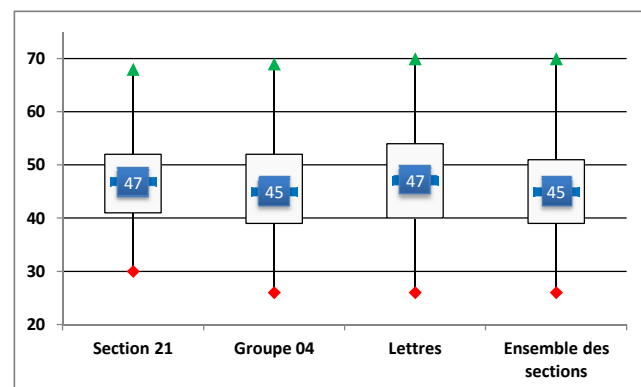 70
60
50
40
30
20
47
45
47
45
Section 21
Groupe 04
Lettres
Ensemble des
sections